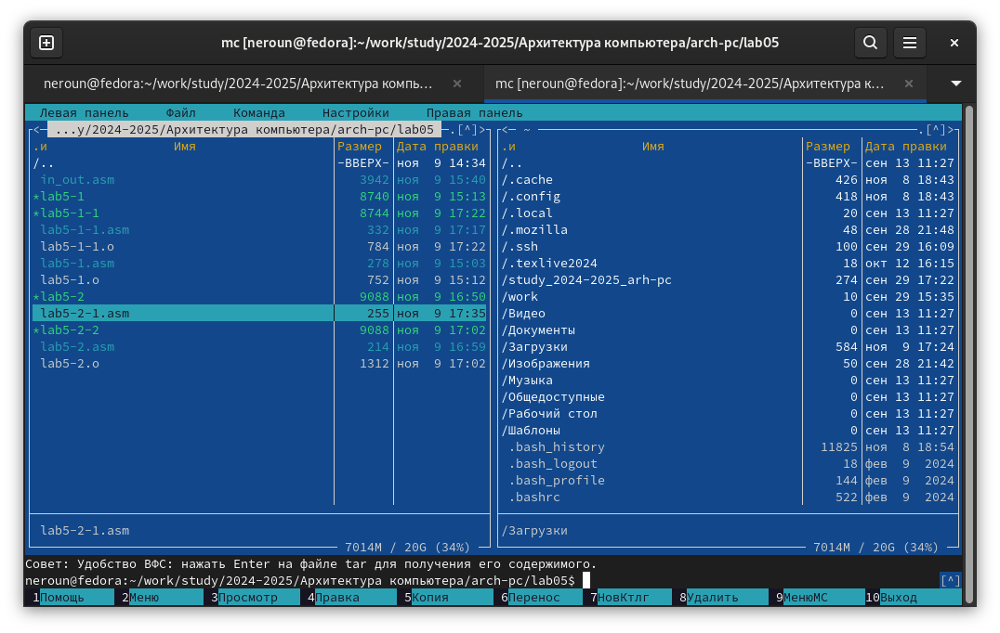 mc [neroun@fedora]:~/work/study/2024-2025/Архитектура компьютера/arch-pc/lab05
neroun@fedora:~/work/study/2024-2025/Архитектура компь...
mc [neroun@fedora]:~/work/study/2024-2025/Архитектура к...
Левая панель Файл Команда Настройки Правая панель
<- ...y/2024-2025/Архитектура компьютера/arch-pc/lab05 .[^]>
.и Имя Размер Дата правки
/.. -ВВЕРХ- ноя 9 14:34
in_out.asm 3942 ноя 9 15:40
*lab5-1 8740 ноя 9 15:13
*lab5-1-1 8744 ноя 9 17:22
lab5-1-1.asm 332 ноя 9 17:17
lab5-1-1.o 784 ноя 9 17:22
lab5-1.asm 278 ноя 9 15:03
lab5-1.o 752 ноя 9 15:12
*lab5-2 9088 ноя 9 16:50
lab5-2-1.asm 255 ноя 9 17:35
*lab5-2-2 9088 ноя 9 17:02
lab5-2.asm 214 ноя 9 16:59
lab5-2.o 1312 ноя 9 17:02
lab5-2-1.asm
7014M / 20G (34%)
<- ~ .[^]>
.и Имя Размер Дата правки
/.. -ВВЕРХ- сен 13 11:27
/.cache 426 ноя 8 18:43
/.config 418 ноя 8 18:43
/.local 20 сен 13 11:27
/.mozilla 48 сен 28 21:48
/.ssh 100 сен 29 16:09
/.texlive2024 18 окт 12 16:15
/study_2024-2025_arh-pc 274 сен 29 17:22
/work 10 сен 29 15:35
/Видео 0 сен 13 11:27
/Документы 0 сен 13 11:27
/Загрузки 584 ноя 9 17:24
/Изображения 50 сен 28 21:42
/Музыка 0 сен 13 11:27
/Общедоступные 0 сен 13 11:27
/Рабочий стол 0 сен 13 11:27
/Шаблоны 0 сен 13 11:27
.bash_history 11825 ноя 8 18:54
.bash_logout 18 фев 9 2024
.bash_profile 144 фев 9 2024
.bashrc 522 фев 9 2024
/Загрузки
7014M / 20G (34%)
Совет: Удобство ВФС: нажать Enter на файле tar для получения его содержимого.
neroun@fedora:~/work/study/2024-2025/Архитектура компьютера/arch-pc/lab05$ [^]
1Помощь 2Меню 3Просмотр 4Правка 5Копия 6Перенос 7НовКтлг 8Удалить 9МенюMC 10Выход